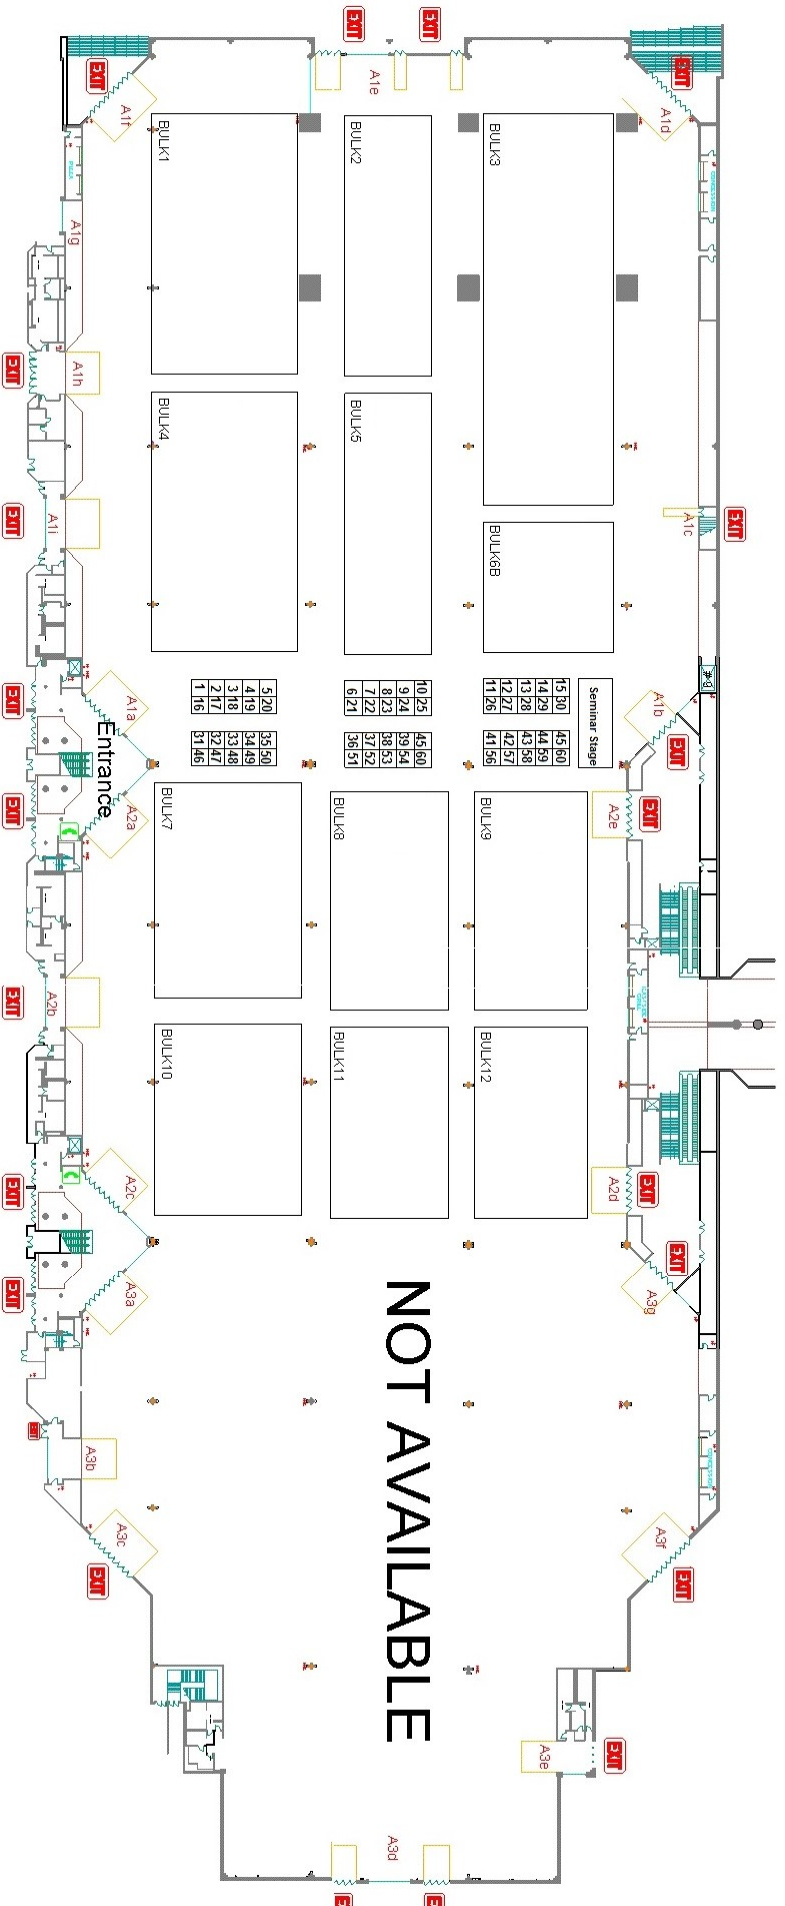 EXIT
EXIT
A1e
EXIT
EXIT
A1f
A1d
BULK1
BULK2
BULK3
PIZZA
CONCESSION
A1g
A1h
EXIT
BULK4
BULK5
A1i
EXIT
A1c
EXIT
BULK6B
A1a
EXIT
A1b
EXIT
Seminar Stage
15 30 45 60
14 29 44 59
13 28 43 58
12 27 42 57
11 26 41 56
10 25 45 60
9 24 39 54
8 23 38 53
7 22 37 52
6 21 36 51
5 20 35 50
4 19 34 49
3 18 33 48
2 17 32 47
1 16 31 46
Entrance
EXIT
A2a
A2e
EXIT
BULK7
BULK8
BULK9
EXIT
A2b
BULK10
BULK11
BULK12
EXIT
A2c
A2d
EXIT
EXIT
A3a
A3g
EXIT
NOT AVAILABLE
EXIT
A3b
CONCESSION
A3c
A3f
EXIT
EXIT
A3e
EXIT
A3d